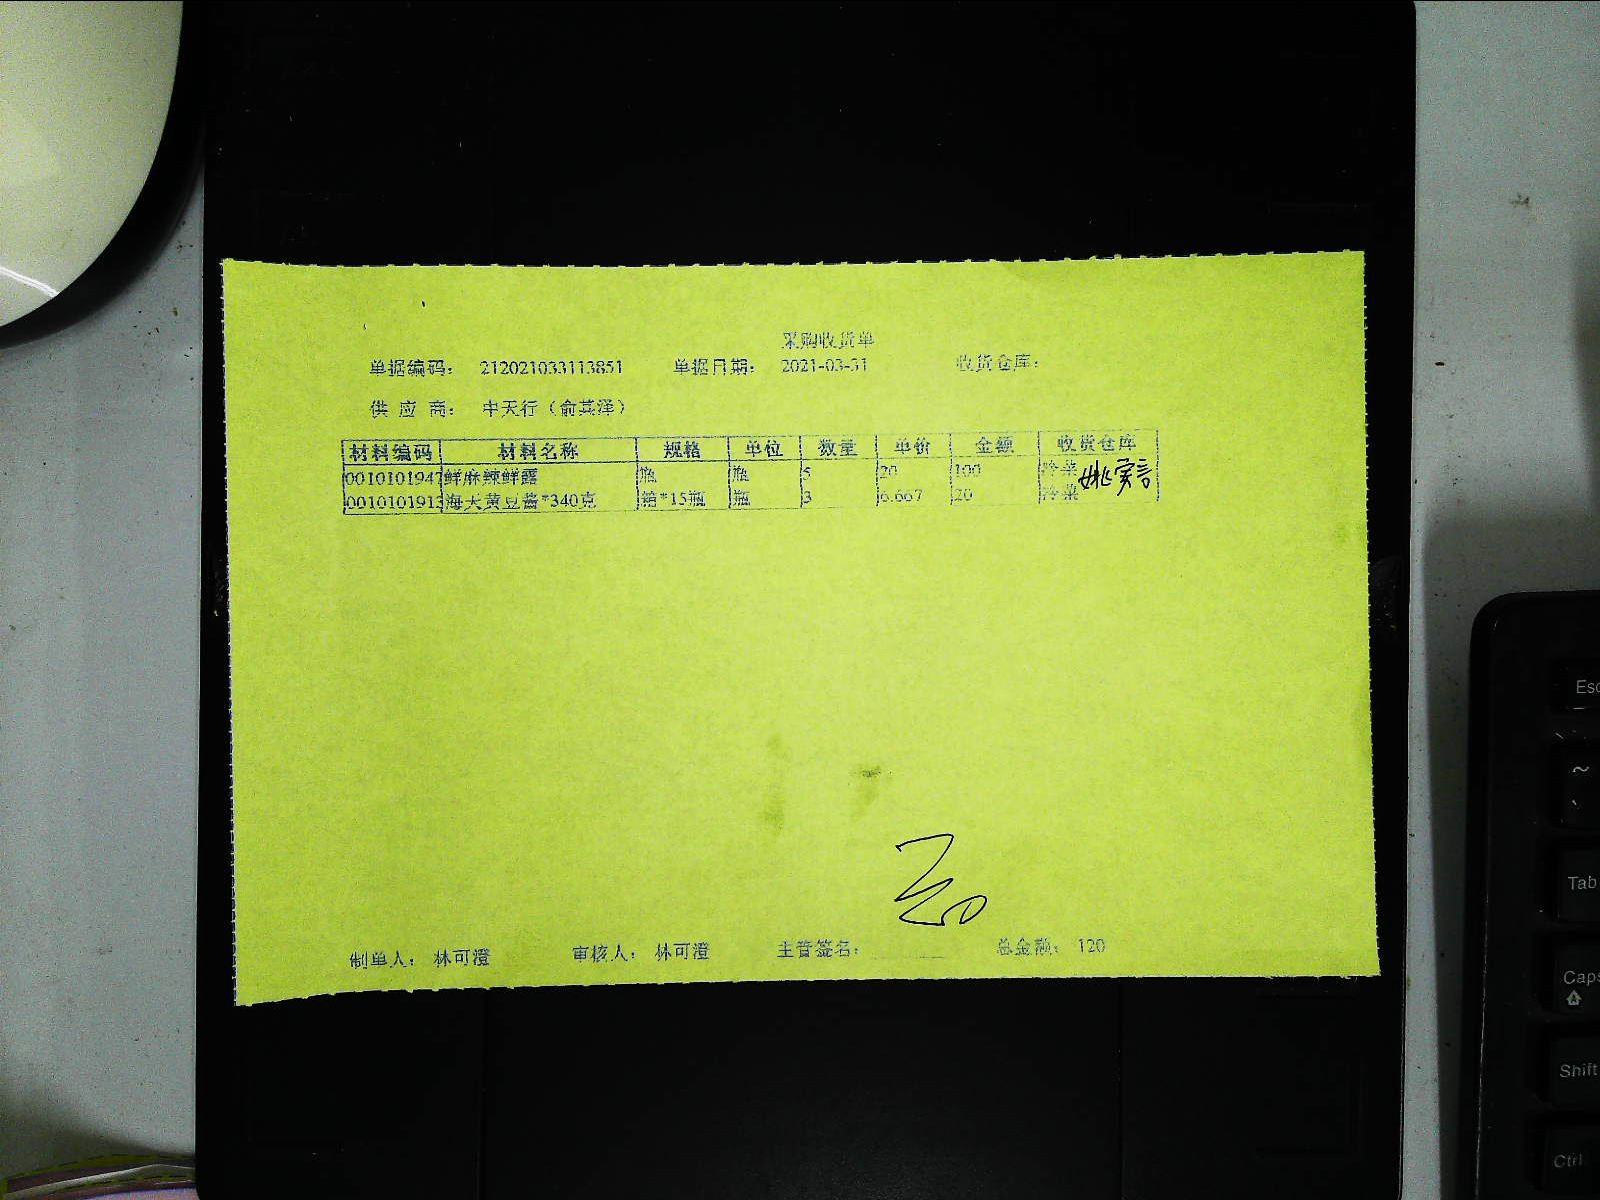 采购收货单
单据编码： 212021033113851 单据日期： 2021-03-31 收货仓库：
供 应 商： 中天行（俞其泽）
材料编码 材料名称 规格 单位 数量 单价 金额 收货仓库
0010101947 鲜麻辣鲜露 瓶 瓶 5 20 100 冷菜
0010101913 海天黄豆酱*340克 箱*15瓶 瓶 3 6.667 20 冷菜
制单人： 林可澄 审核人： 林可澄 主管签名： 总金额： 120
Esc
~
Tab
Caps
Shift
Ctrl